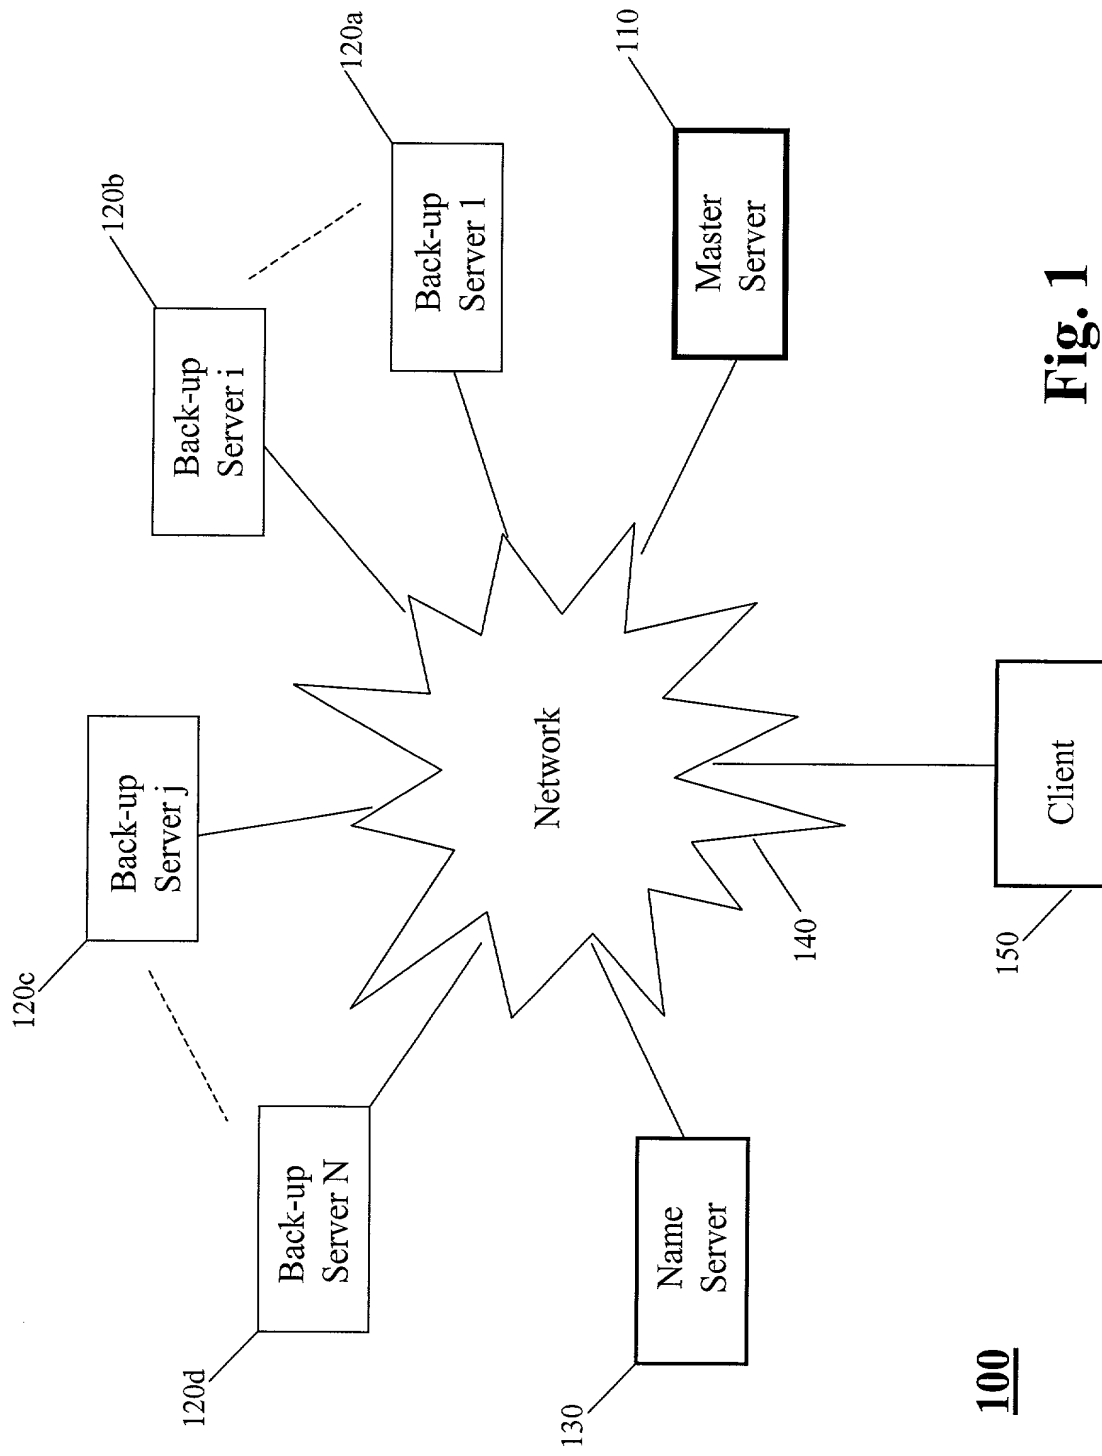 120c
Back-up
Server j
120b
Back-up
Server i
120d
Back-up
Server N
120a
Back-up
Server 1
Network
130
Name
Server
110
Master
Server
140
150
Client
100
Fig. 1